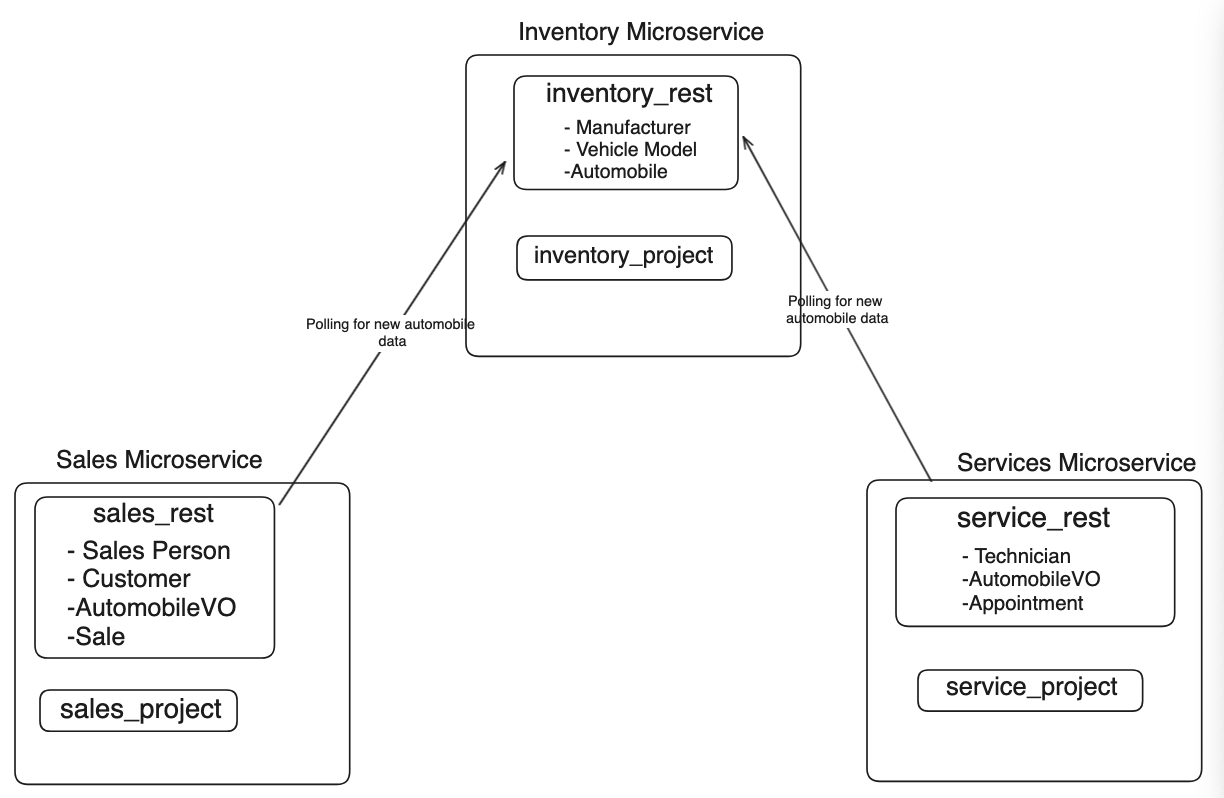 Inventory Microservice
inventory_rest
- Manufacturer
- Vehicle Model
-Automobile
inventory_project
Polling for new automobile
data
Polling for new
automobile data
Sales Microservice
sales_rest
- Sales Person
- Customer
-AutomobileVO
-Sale
sales_project
Services Microservice
service_rest
- Technician
-AutomobileVO
-Appointment
service_project